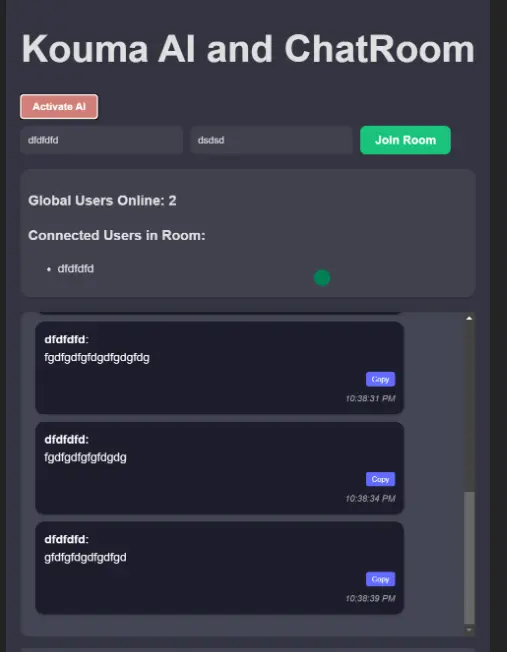 Kouma AI and ChatRoom
Activate AI
dfdfdfd dsdsd Join Room
Global Users Online: 2
Connected Users in Room:
• dfdfdfd
dfdfdfd:
fgdfgdfgfdgdfgdgfdg
Copy
10:38:31 PM
dfdfdfd:
fgdfgdfgfgfdgdg
Copy
10:38:34 PM
dfdfdfd:
gfdfgfdgdfgdfgd
Copy
10:38:39 PM